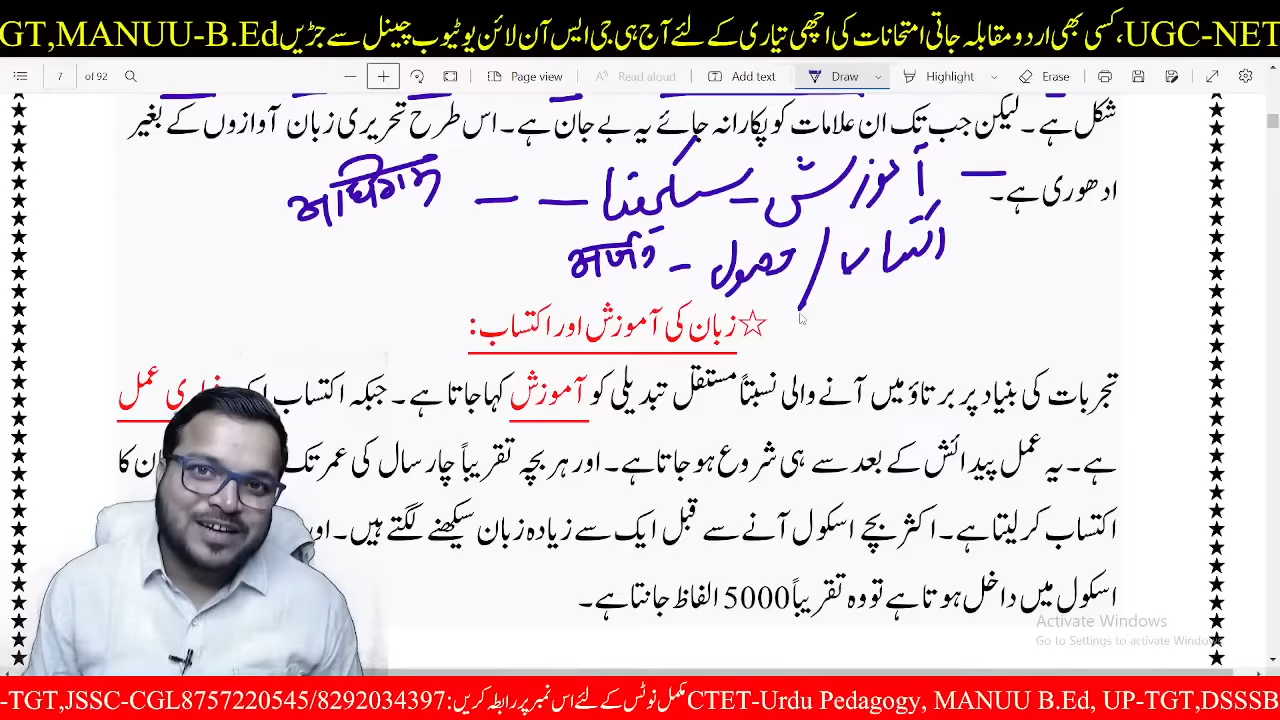 GT,MANUU-B.Ed کسی بھی اردو مقابلہ جاتی امتحانات کی اچھی تیاری کے لئے آج ہی جی ایس آن لائن یوٹیوب چینل سے جڑیں ،UGC-NET
7 of 92 Page view Read aloud Add text Draw Highlight Erase
شکل ہے۔ لیکن جب تک ان علامات کو پکارا نہ جائے یہ بے جان ہے۔ اس طرح تحریری زبان آوازوں کے بغیر
ادھوری ہے۔
آموزش - سیکھنا - - अधिगम
اکتساب / حصول - अर्जन
☆زبان کی آموزش اور اکتساب:
تجربات کی بنیاد پر برتاؤ میں آنے والی نسبتاً مستقل تبدیلی کو آموزش کہا جاتا ہے۔ جبکہ اکتساب عمل
ہے۔ یہ عمل پیدائش کے بعد سے ہی شروع ہو جاتا ہے۔ اور ہر بچہ تقریباً چار سال کی عمر تک کا
اکتساب کر لیتا ہے۔ اکثر بچے اسکول آنے سے قبل ایک سے زیادہ زبان سیکھنے لگتے ہیں۔
اسکول میں داخل ہوتا ہے تو وہ تقریباً 5000 الفاظ جانتا ہے۔
Activate Windows
Go to Settings to activate Windows
-TGT,JSSC-CGL مکمل نوٹس کے لئے اس نمبر پر رابطہ کریں:8757220545/8292034397 CTET-Urdu Pedagogy, MANUU B.Ed, UP-TGT,DSSSB